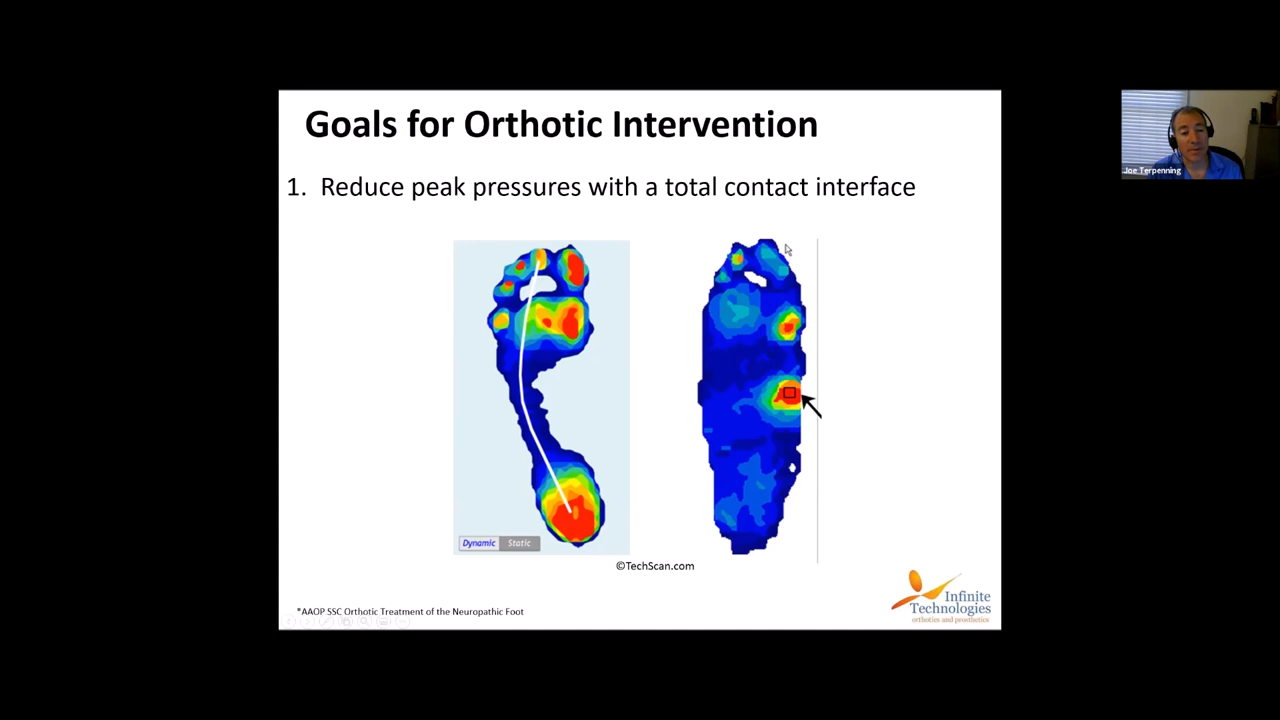 Goals for Orthotic Intervention
1. Reduce peak pressures with a total contact interface
Joe Terpenning
Dynamic Static
©TechScan.com
*AAOP SSC Orthotic Treatment of the Neuropathic Foot
Infinite
Technologies
orthotics and prosthetics